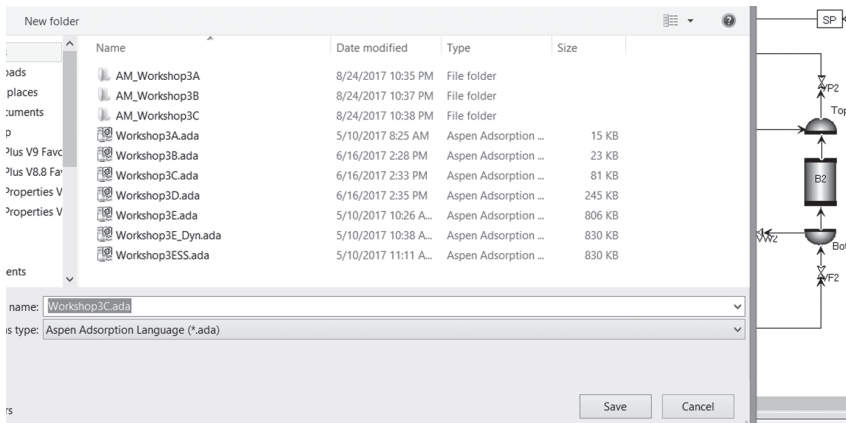 New folder
SP
Name Date modified Type Size
AM_Workshop3A 8/24/2017 10:35 PM File folder
AM_Workshop3B 8/24/2017 10:37 PM File folder
AM_Workshop3C 8/24/2017 10:38 PM File folder
Workshop3A.ada 5/10/2017 8:25 AM Aspen Adsorption ... 15 KB
Workshop3B.ada 6/16/2017 2:28 PM Aspen Adsorption ... 23 KB
Workshop3C.ada 6/16/2017 2:33 PM Aspen Adsorption ... 81 KB
Workshop3D.ada 6/16/2017 2:35 PM Aspen Adsorption ... 245 KB
Workshop3E.ada 5/10/2017 10:26 A... Aspen Adsorption ... 806 KB
Workshop3E_Dyn.ada 5/10/2017 10:38 A... Aspen Adsorption ... 830 KB
Workshop3ESS.ada 5/10/2017 11:11 A... Aspen Adsorption ... 830 KB
oads
places
cuments
p
Plus V9 Favc
Plus V8.8 Fav
Properties V
Properties V
ents
name: Workshop3C.ada
as type: Aspen Adsorption Language (*.ada)
rs
Save Cancel
VP2
Top
B2
Bot
VF2